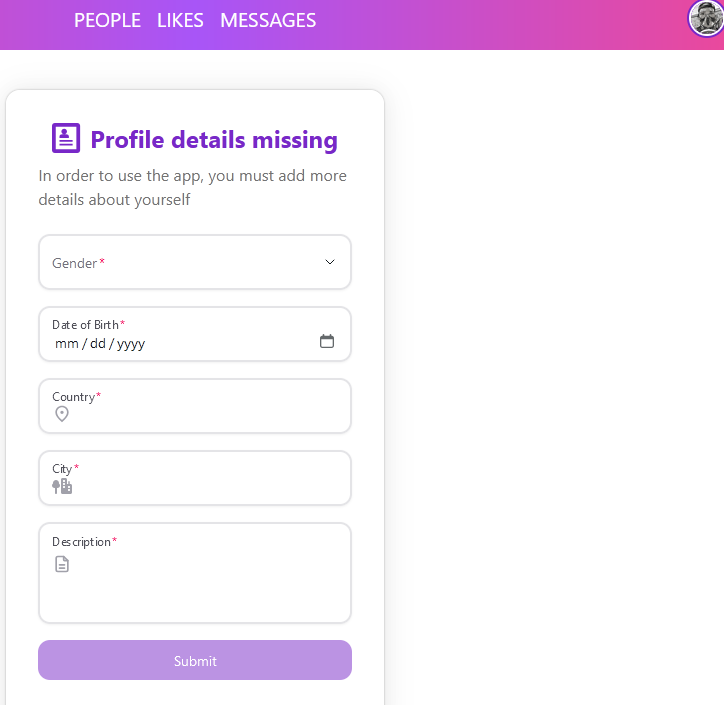 PEOPLE LIKES MESSAGES
Profile details missing
In order to use the app, you must add more
details about yourself
Gender*
Date of Birth*
mm/dd/yyyy
Country*
City*
Description*
Submit